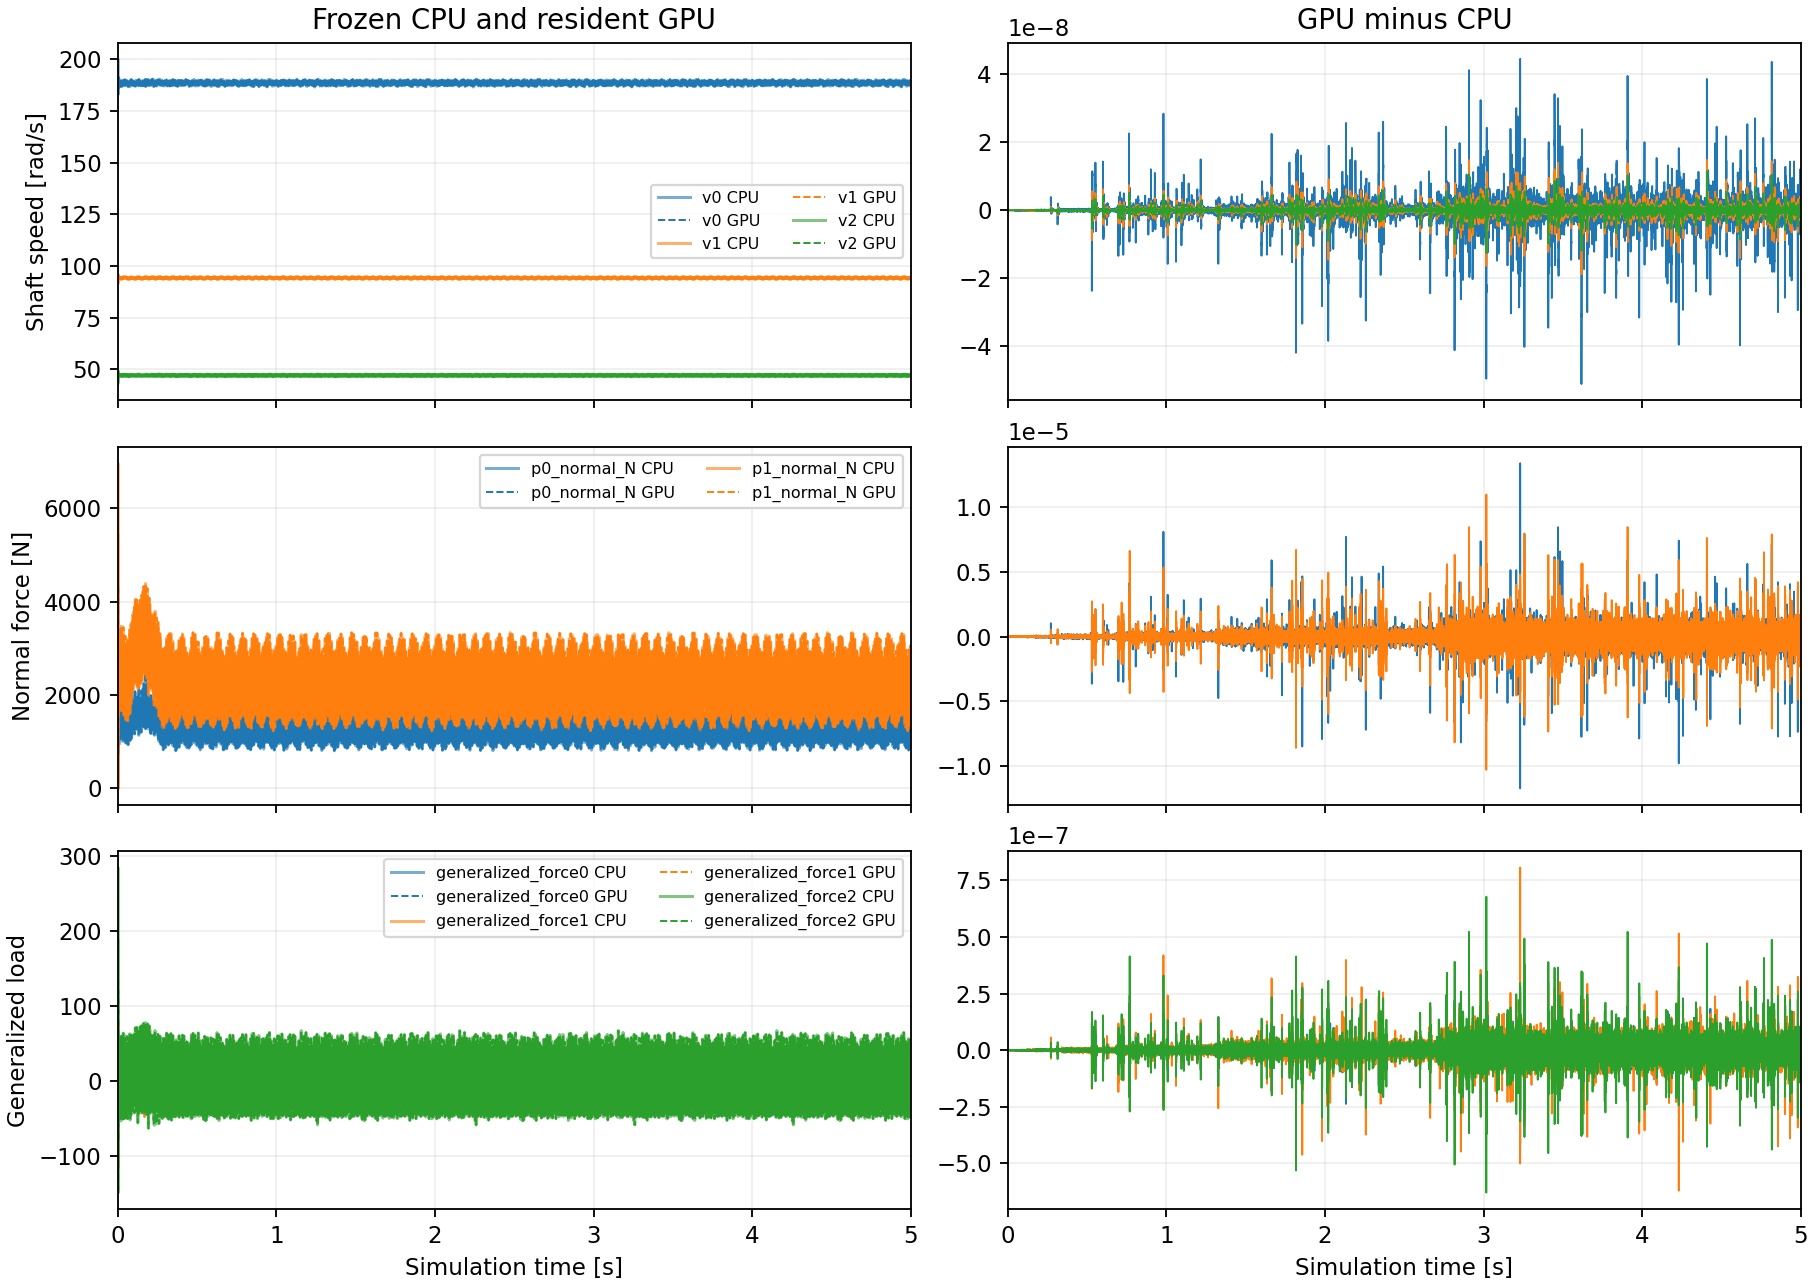 Frozen CPU and resident GPU
GPU minus CPU
1e−8
200
175
150
125
100
75
50
Shaft speed [rad/s]
v0 CPU
v0 GPU
v1 CPU
v1 GPU
v2 CPU
v2 GPU
4
2
0
−2
−4
1e−5
6000
4000
2000
0
Normal force [N]
p0_normal_N CPU
p0_normal_N GPU
p1_normal_N CPU
p1_normal_N GPU
1.0
0.5
0.0
−0.5
−1.0
1e−7
300
200
100
0
−100
Generalized load
generalized_force0 CPU
generalized_force0 GPU
generalized_force1 CPU
generalized_force1 GPU
generalized_force2 CPU
generalized_force2 GPU
7.5
5.0
2.5
0.0
−2.5
−5.0
0 1 2 3 4 5
Simulation time [s]
0 1 2 3 4 5
Simulation time [s]